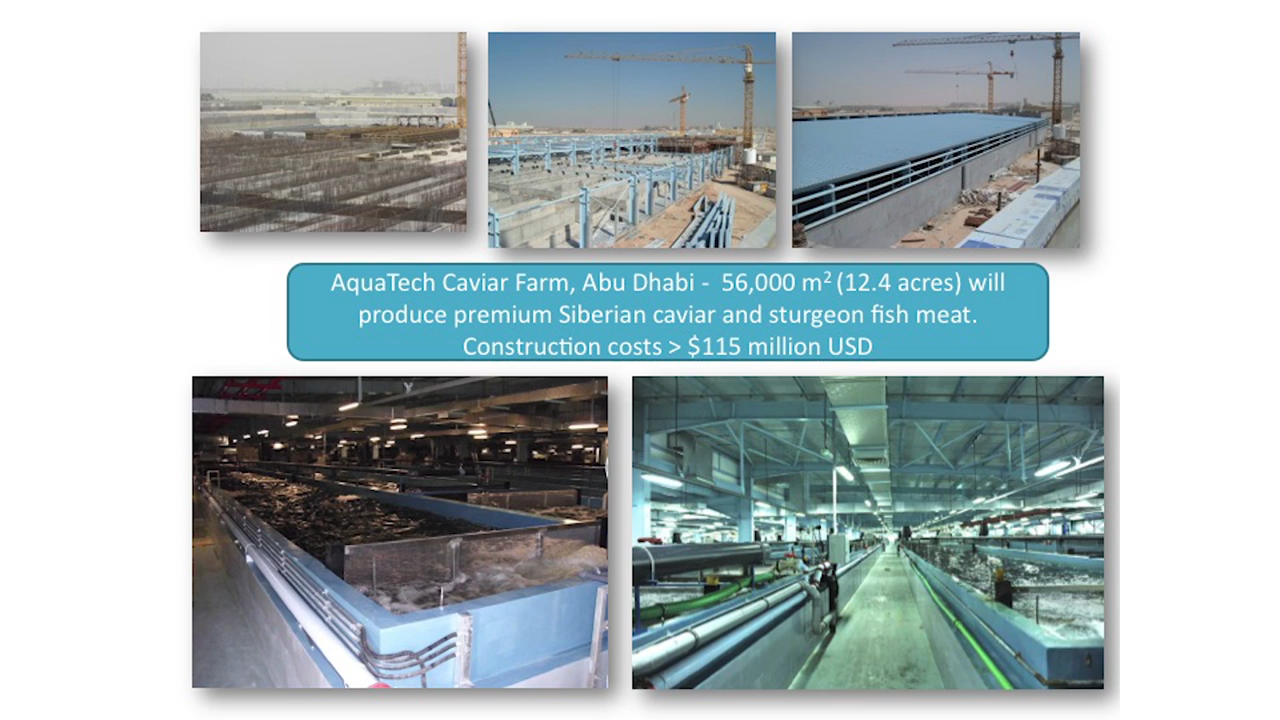 AquaTech Caviar Farm, Abu Dhabi -  56,000 m² (12.4 acres) will
produce premium Siberian caviar and sturgeon fish meat.
Construction costs > $115 million USD